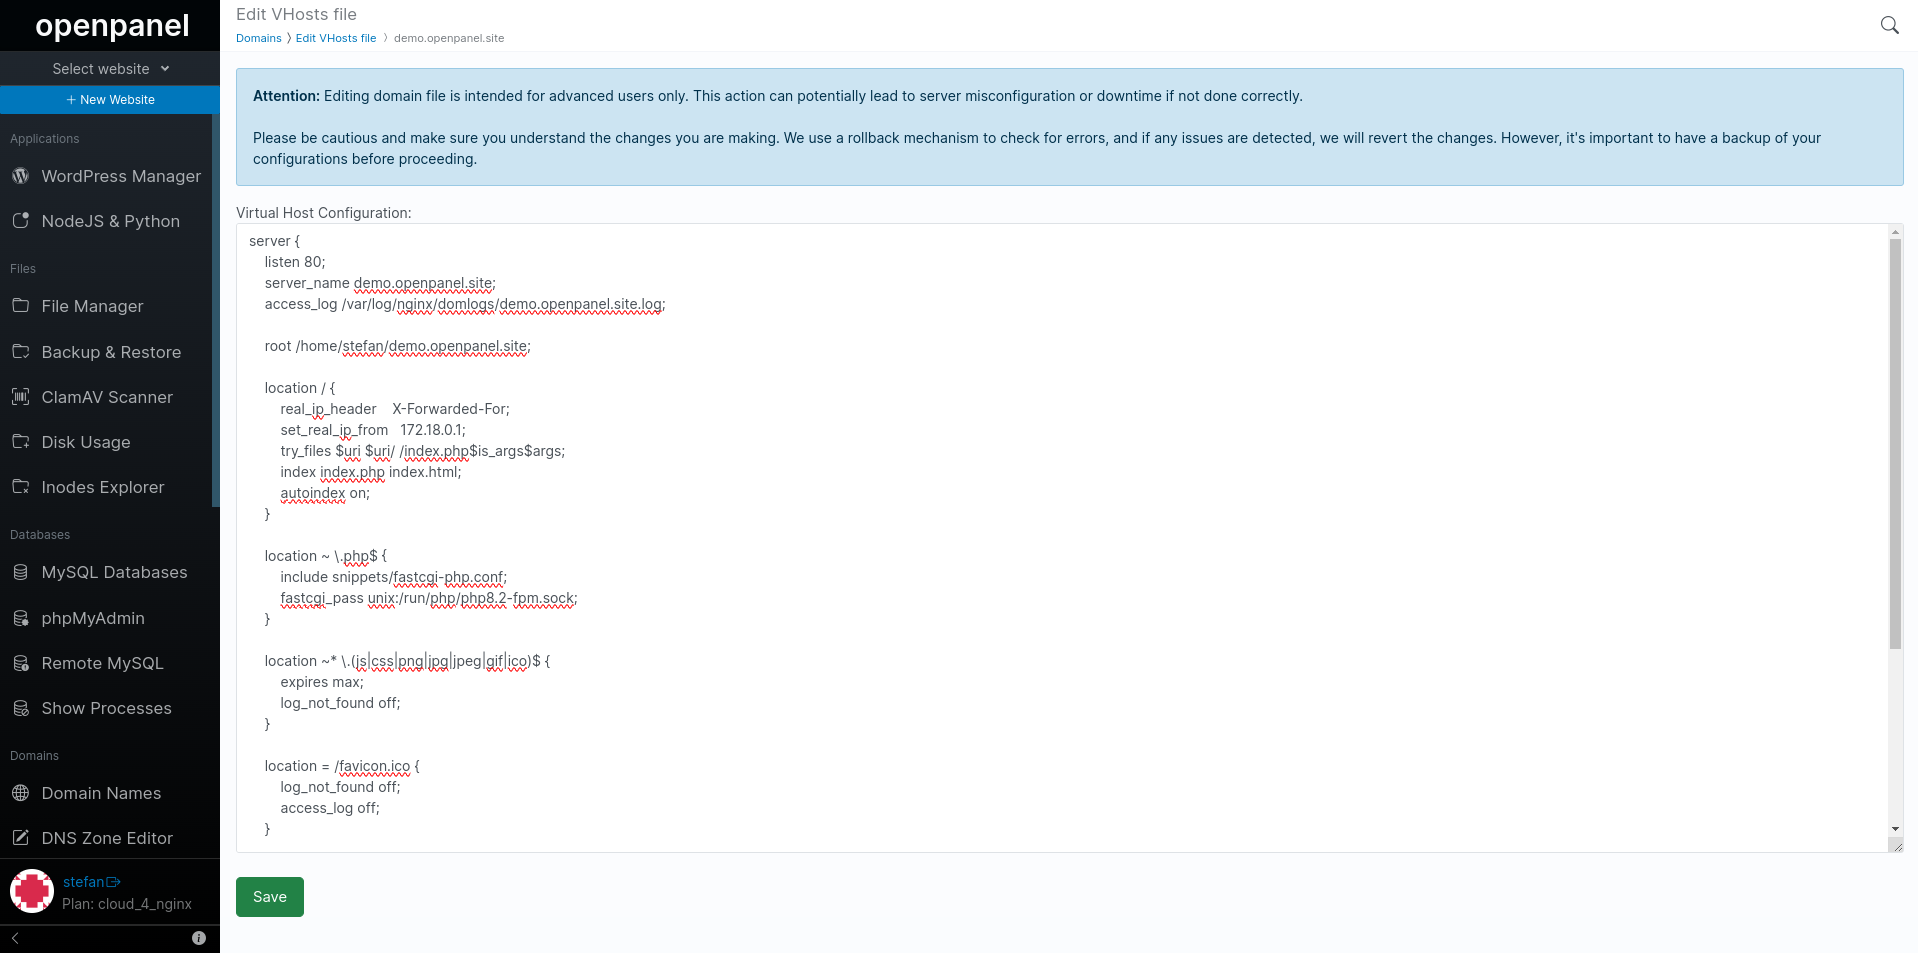 openpanel
Select website
+ New Website
Applications
WordPress Manager
NodeJS & Python
Files
File Manager
Backup & Restore
ClamAV Scanner
Disk Usage
Inodes Explorer
Databases
MySQL Databases
phpMyAdmin
Remote MySQL
Show Processes
Domains
Domain Names
DNS Zone Editor
stefan
Plan: cloud_4_nginx
Edit VHosts file
Domains 〉 Edit VHosts file 〉 demo.openpanel.site
Attention: Editing domain file is intended for advanced users only. This action can potentially lead to server misconfiguration or downtime if not done correctly.
Please be cautious and make sure you understand the changes you are making. We use a rollback mechanism to check for errors, and if any issues are detected, we will revert the changes. However, it's important to have a backup of your
configurations before proceeding.
Virtual Host Configuration:
server {
listen 80;
server_name demo.openpanel.site;
access_log /var/log/nginx/domlogs/demo.openpanel.site.log;
root /home/stefan/demo.openpanel.site;
location / {
real_ip_header    X-Forwarded-For;
set_real_ip_from   172.18.0.1;
try_files $uri $uri/ /index.php$is_args$args;
index index.php index.html;
autoindex on;
}
location ~ \.php$ {
include snippets/fastcgi-php.conf;
fastcgi_pass unix:/run/php/php8.2-fpm.sock;
}
location ~* \.(js|css|png|jpg|jpeg|gif|ico)$ {
expires max;
log_not_found off;
}
location = /favicon.ico {
log_not_found off;
access_log off;
}
Save